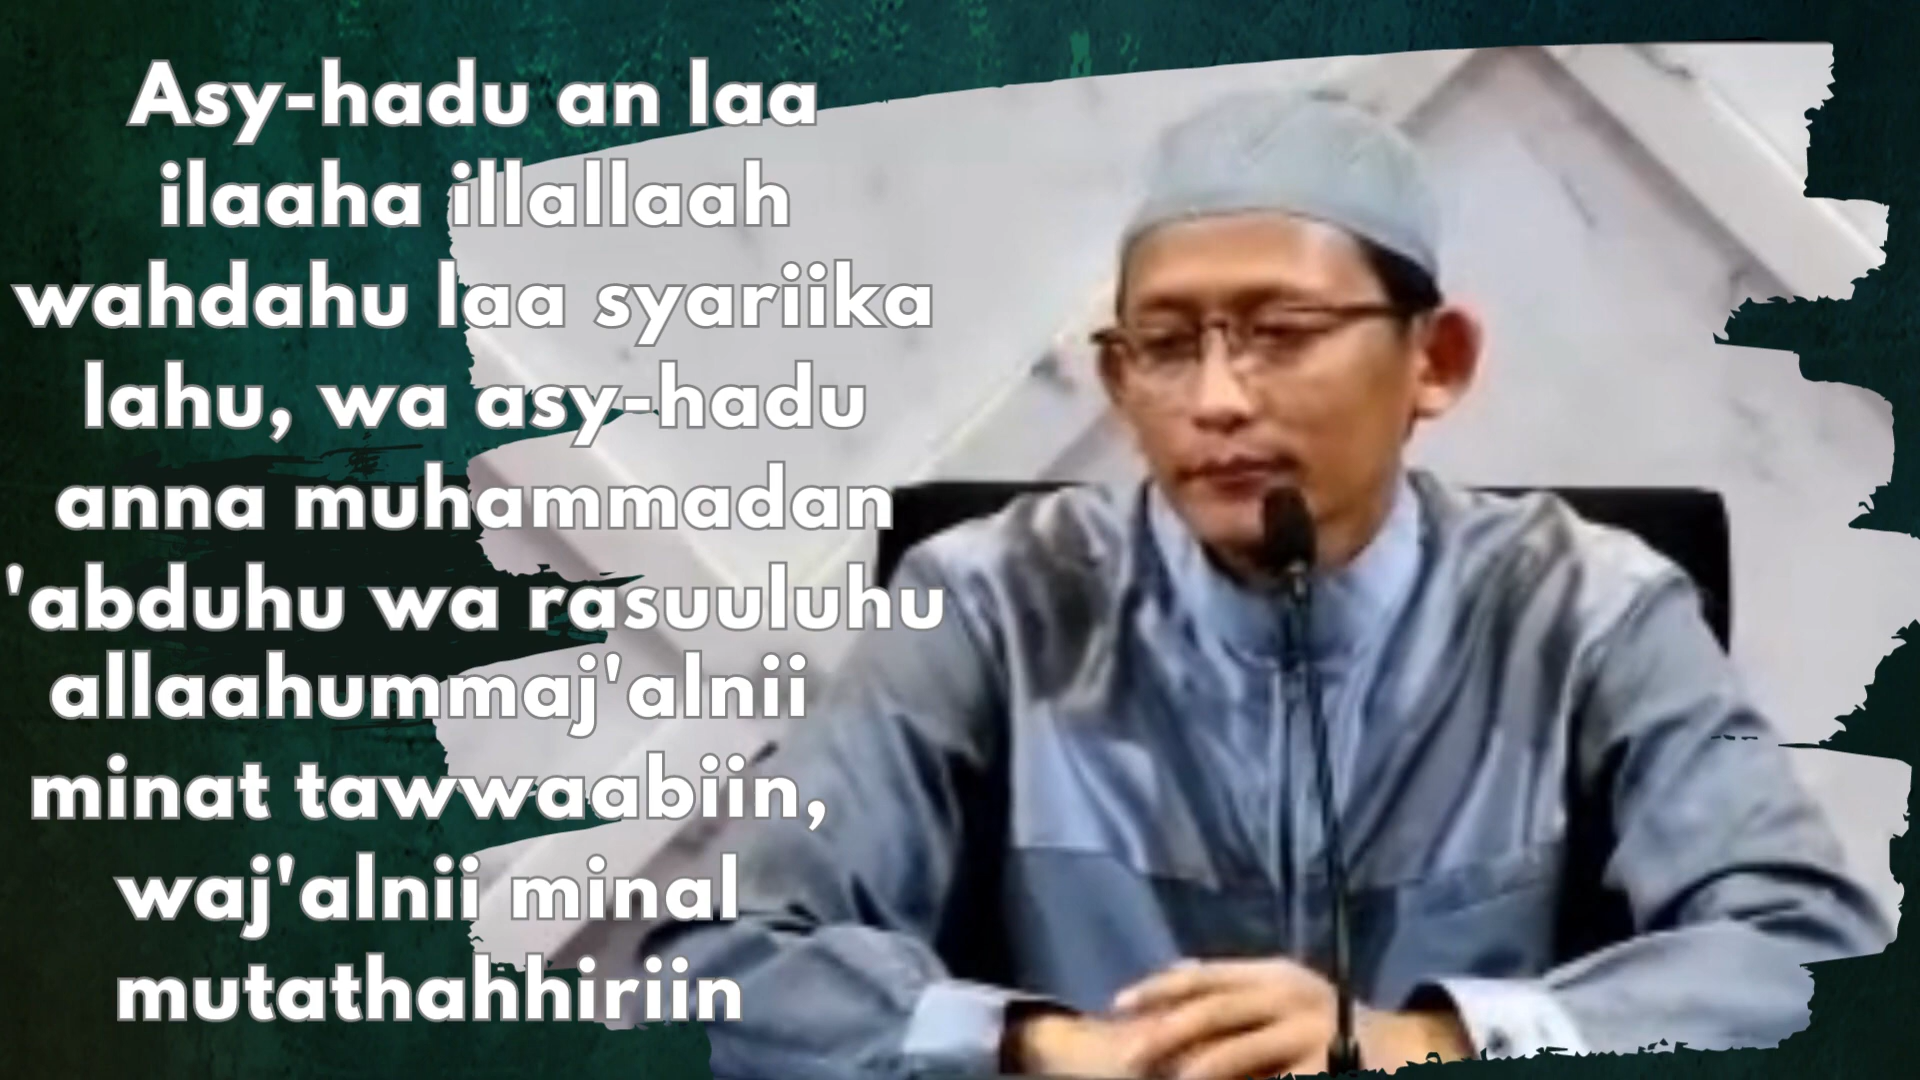 Asy-hadu an laa
ilaaha illallaah
wahdahu laa syariika
lahu, wa asy-hadu
anna muhammadan
'abduhu wa rasuuluhu
allaahummaj'alnii
minat tawwaabiin,
waj'alnii minal
mutathahhiriin